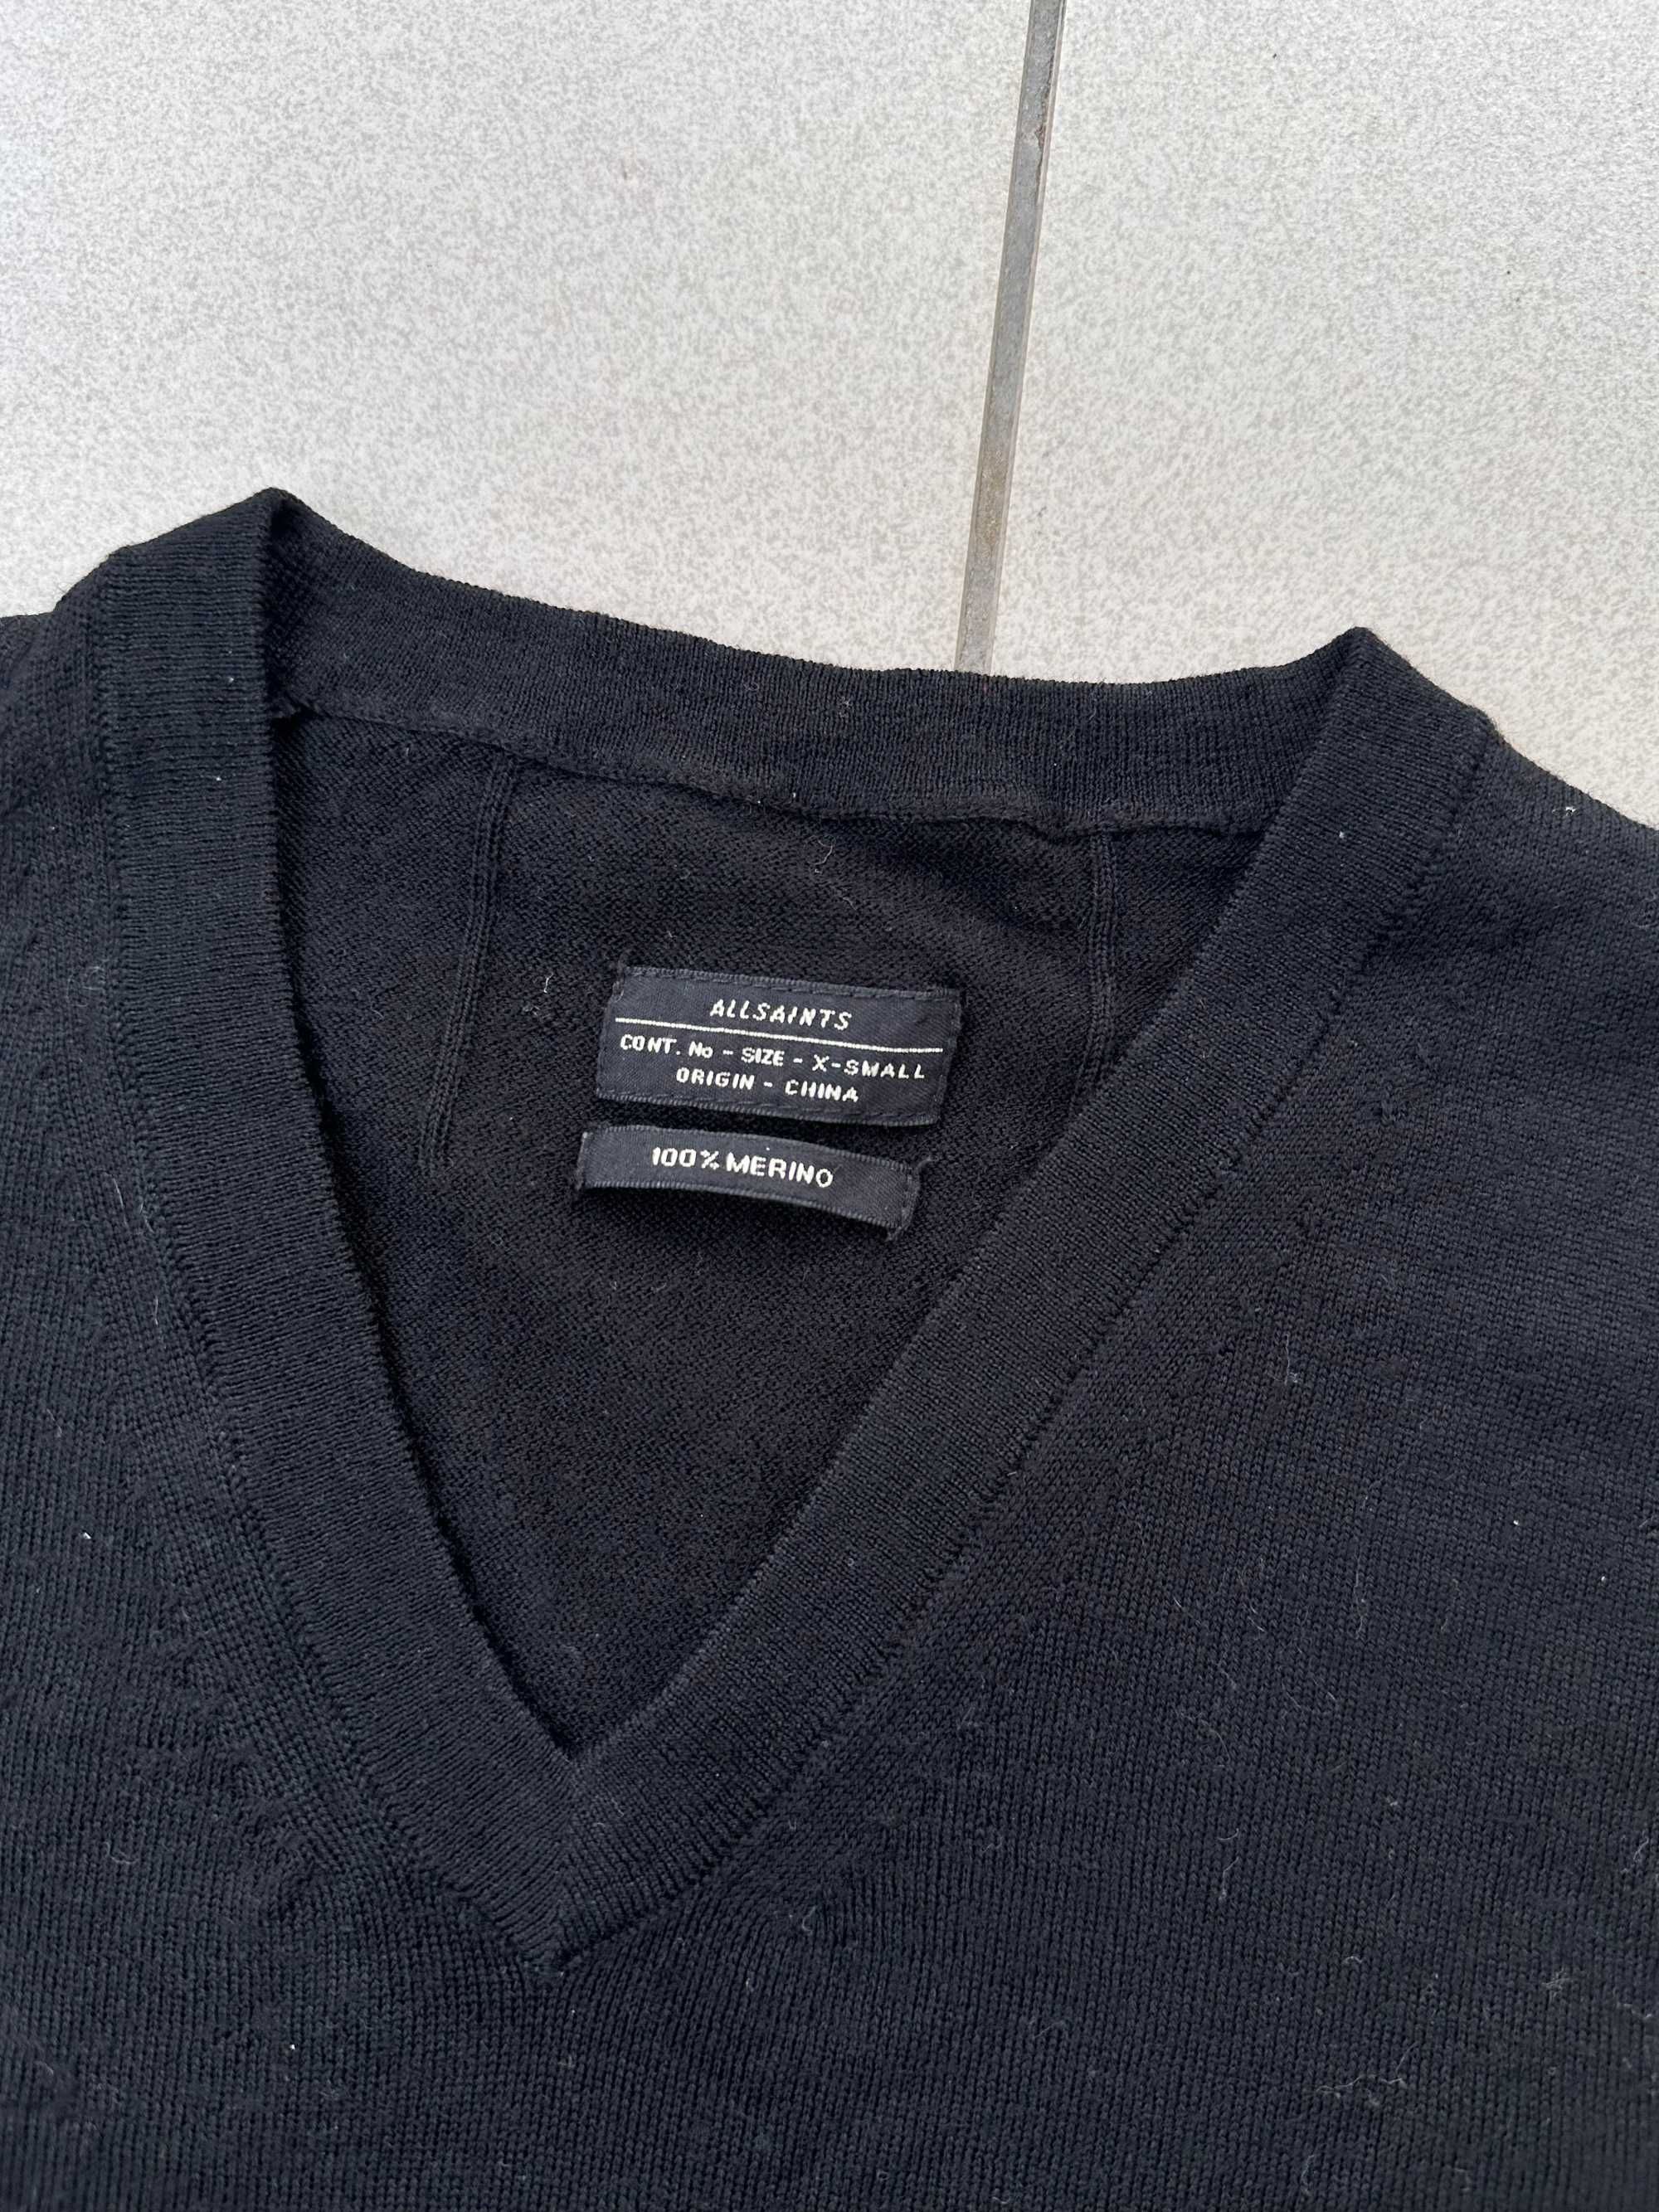 ALLSAINTS
CONT. No - SIZE - X-SMALL
ORIGIN - CHINA
100% MERINO